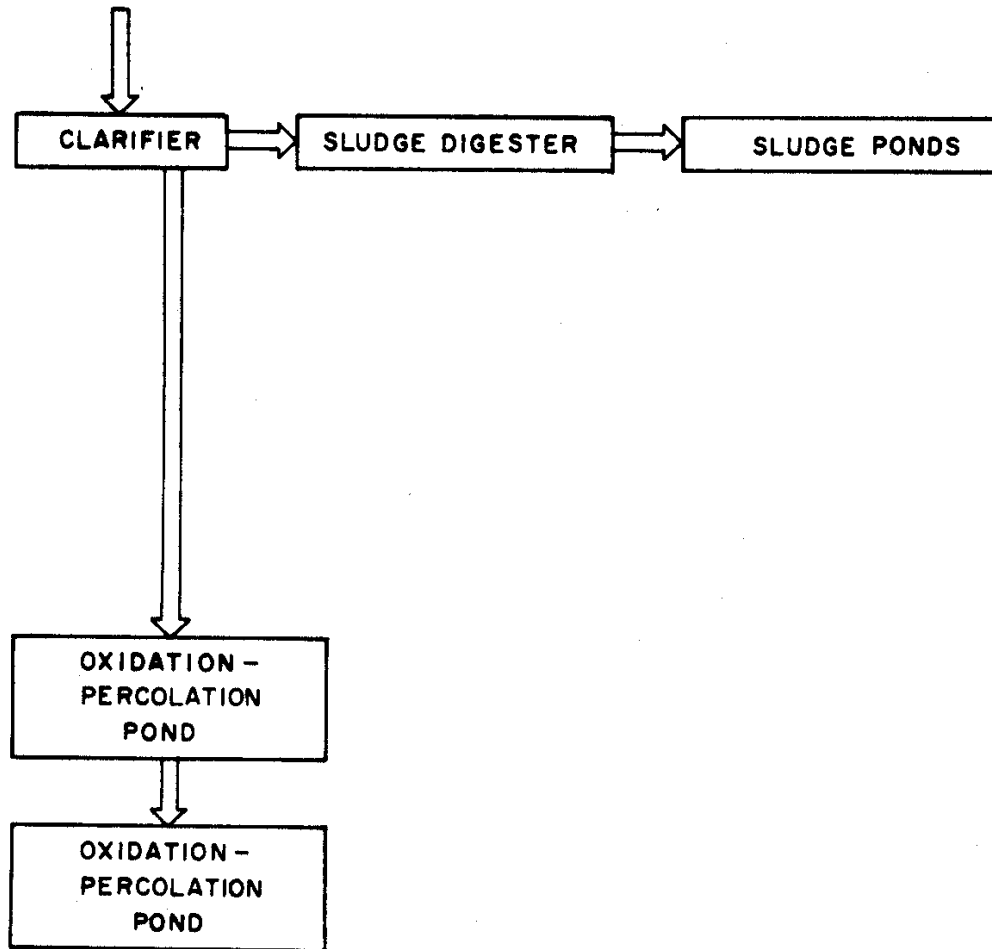 CLARIFIER
SLUDGE DIGESTER
SLUDGE PONDS
OXIDATION –
PERCOLATION
POND
OXIDATION –
PERCOLATION
POND